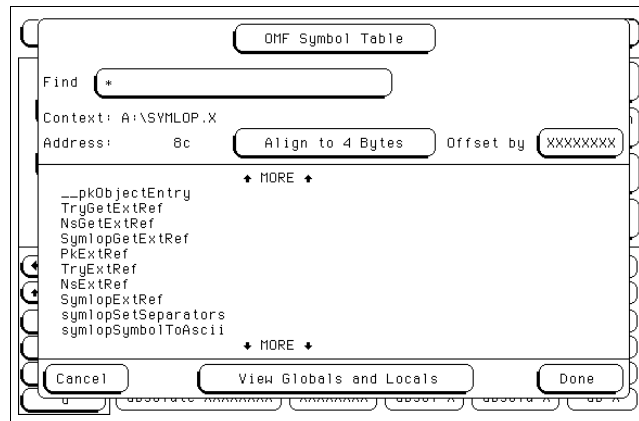 OMF Symbol Table
Find *
Context: A:\SYMLOP.X
Address: 8c Align to 4 Bytes Offset by XXXXXXXX
↑ MORE ↑
__pkObjectEntry
TryGetExtRef
NsGetExtRef
SymlopGetExtRef
PkExtRef
TryExtRef
NsExtRef
SymlopExtRef
symlopSetSeparators
symlopSymbolToAscii
↓ MORE ↓
Cancel View Globals and Locals Done